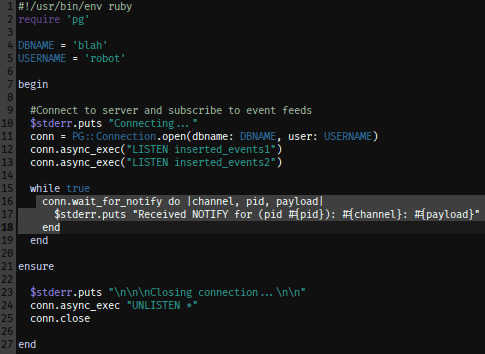 1 #!/usr/bin/env ruby
2 require 'pg'
3
4 DBNAME = 'blah'
5 USERNAME = 'robot'
6
7 begin
8
9   #Connect to server and subscribe to event feeds
10   $stderr.puts "Connecting..."
11   conn = PG::Connection.open(dbname: DBNAME, user: USERNAME)
12   conn.async_exec("LISTEN inserted_events1")
13   conn.async_exec("LISTEN inserted_events2")
14
15   while true
16     conn.wait_for_notify do |channel, pid, payload|
17       $stderr.puts "Received NOTIFY for (pid #{pid}): #{channel}: #{payload}"
18     end
19   end
20
21 ensure
22
23   $stderr.puts "\n\n\nClosing connection...\n\n"
24   conn.async_exec "UNLISTEN *"
25   conn.close
26
27 end